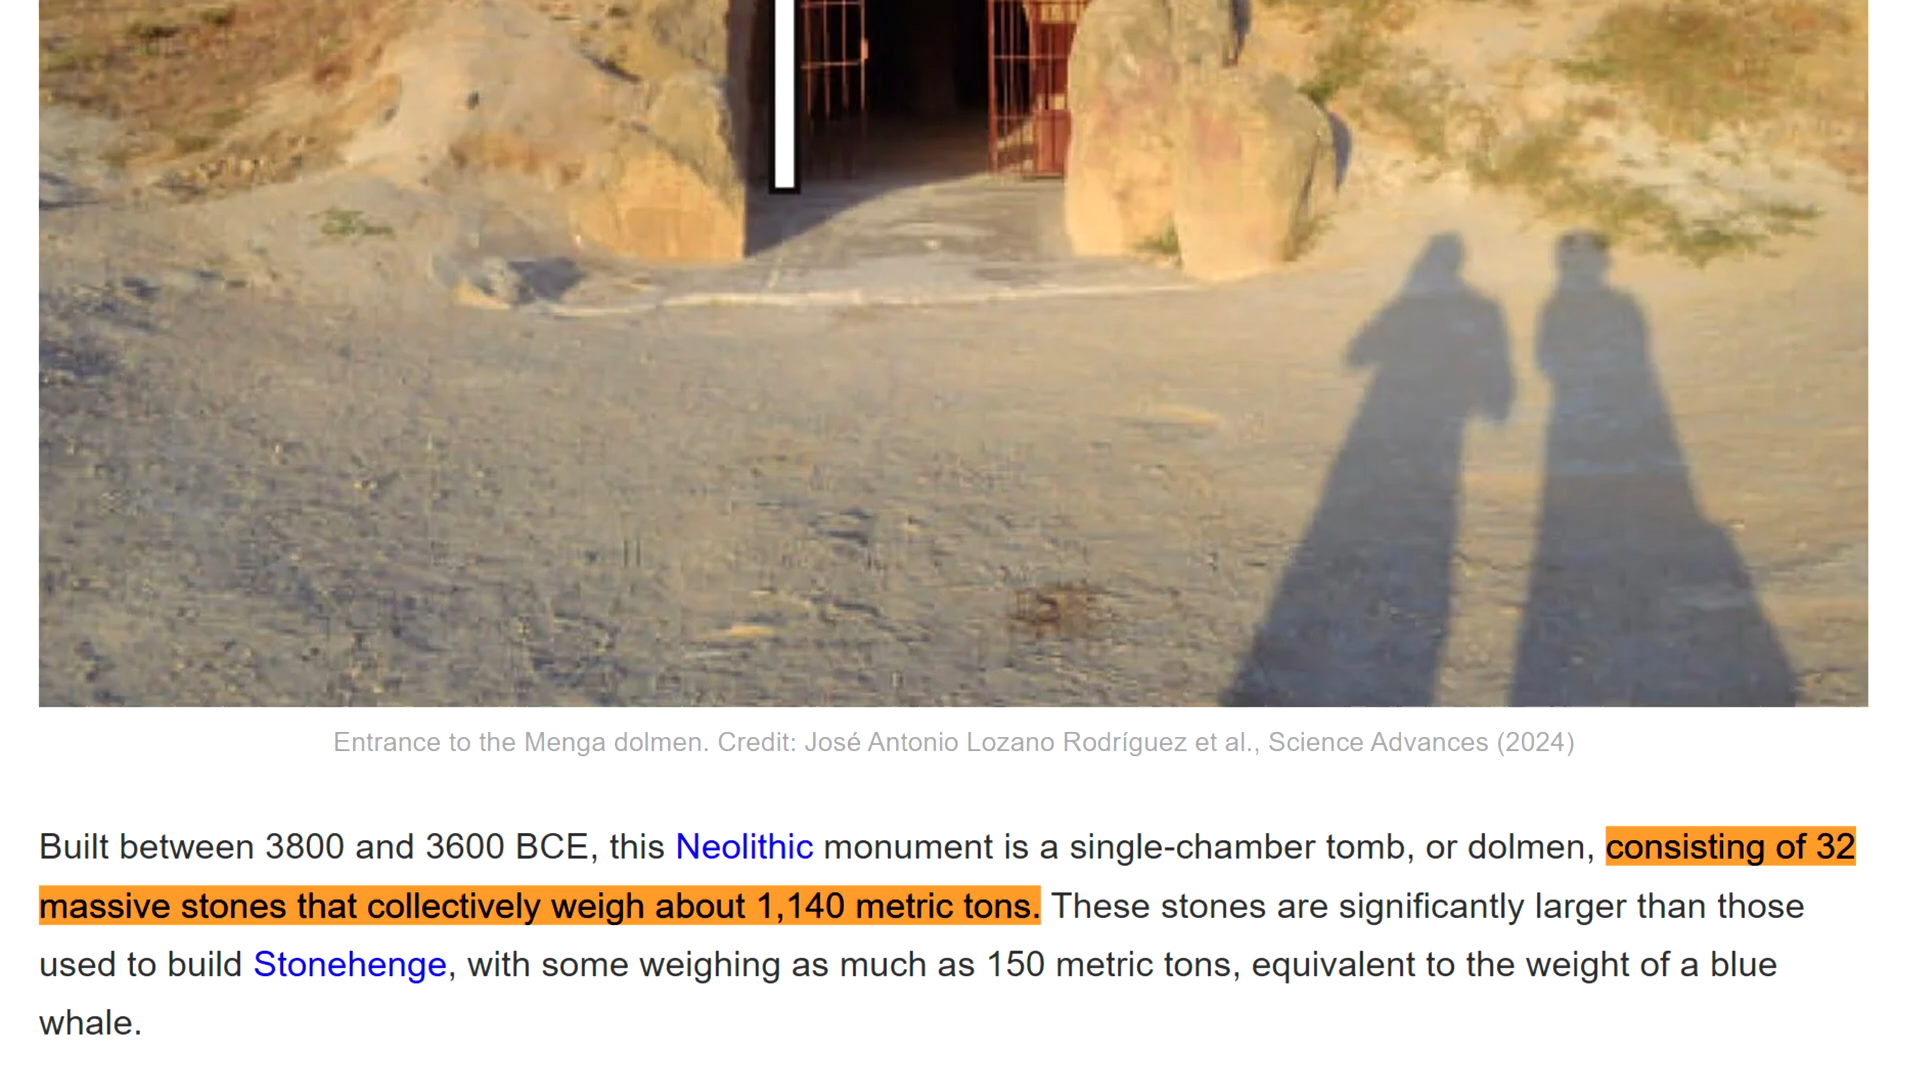 Entrance to the Menga dolmen. Credit: José Antonio Lozano Rodríguez et al., Science Advances (2024)
Built between 3800 and 3600 BCE, this Neolithic monument is a single-chamber tomb, or dolmen, consisting of 32
massive stones that collectively weigh about 1,140 metric tons. These stones are significantly larger than those
used to build Stonehenge, with some weighing as much as 150 metric tons, equivalent to the weight of a blue
whale.